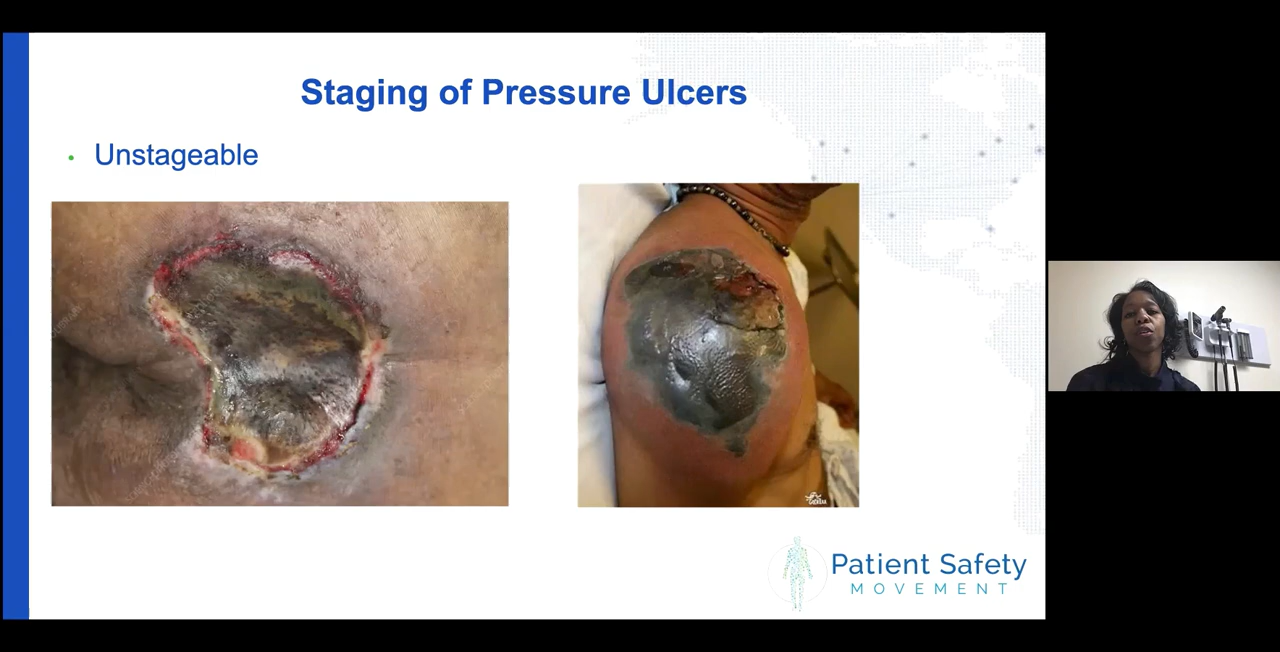 Staging of Pressure Ulcers
• Unstageable
Patient Safety
MOVEMENT